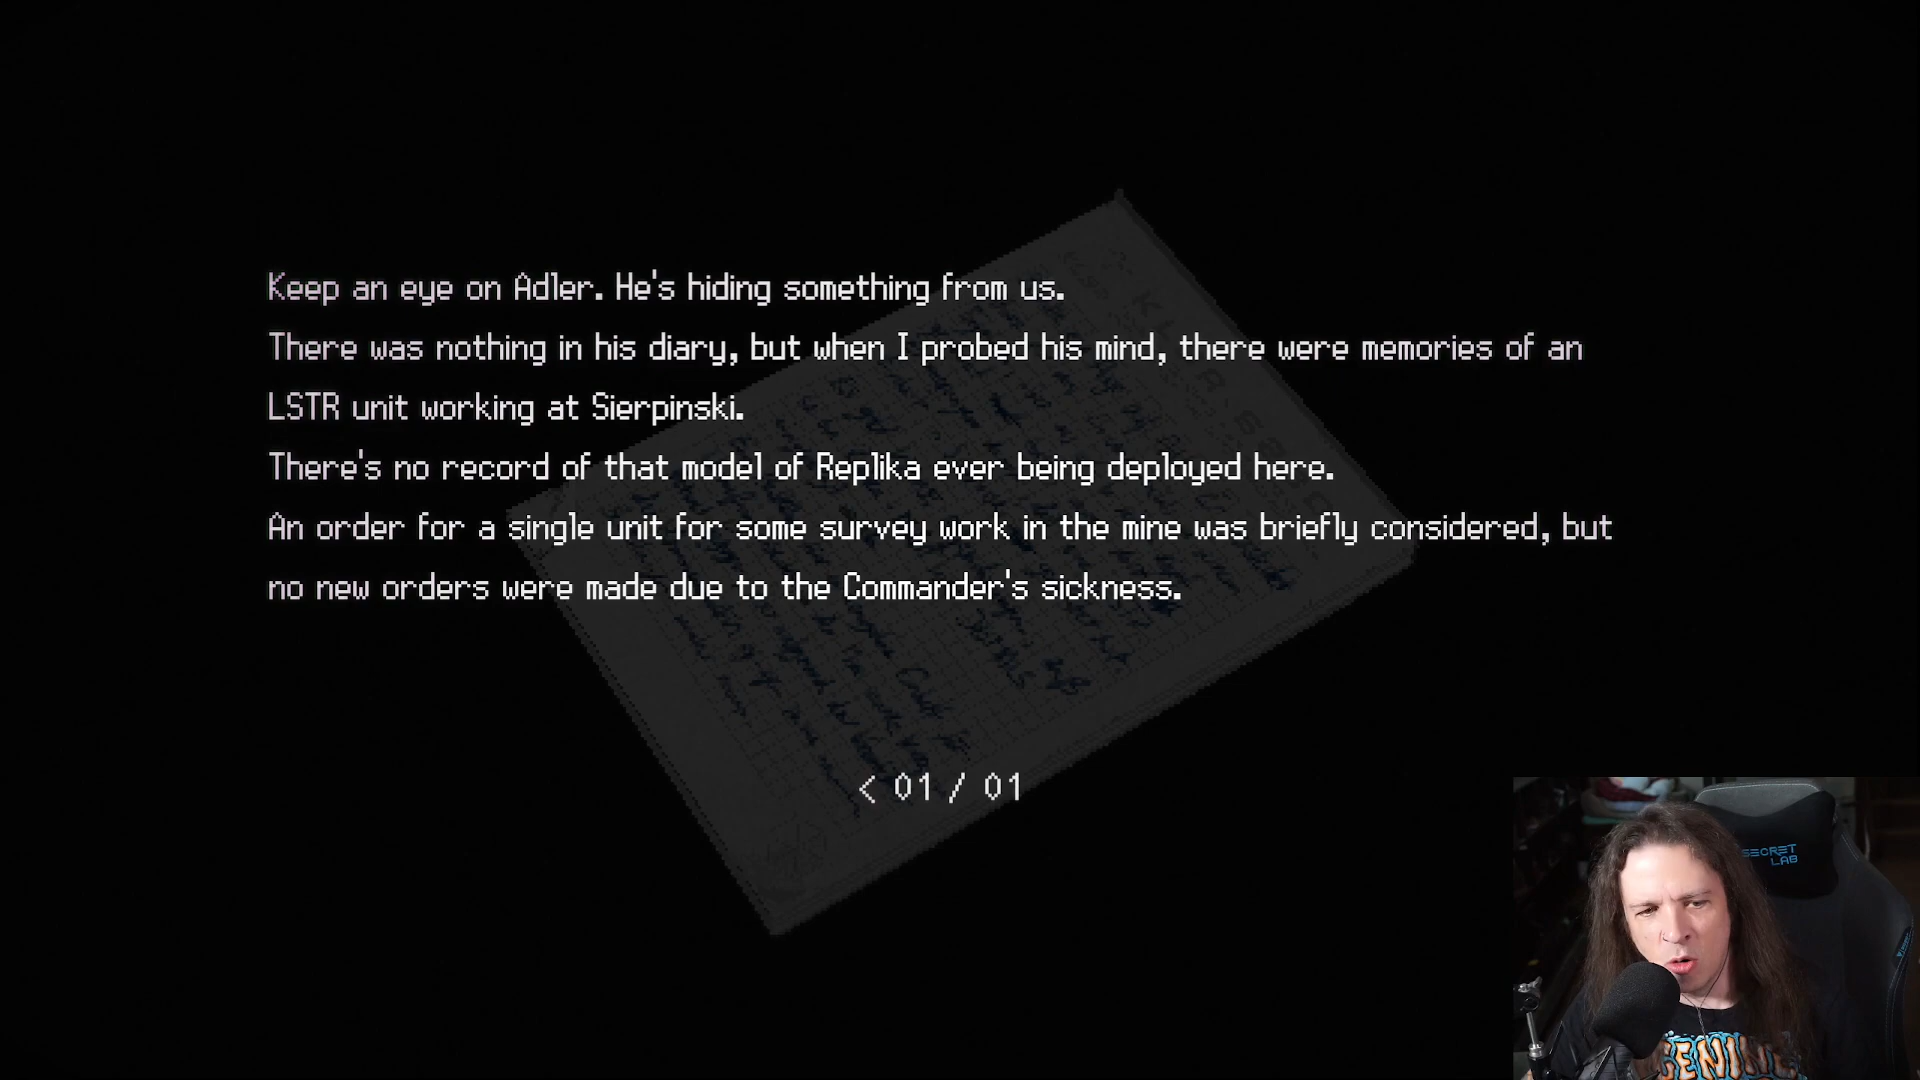 Keep an eye on Adler. He's hiding something from us.
There was nothing in his diary, but when I probed his mind, there were memories of an
LSTR unit working at Sierpinski.
There's no record of that model of Replika ever being deployed here.
An order for a single unit for some survey work in the mine was briefly considered, but
no new orders were made due to the Commander's sickness.
< 01 / 01
SECRET
LAB